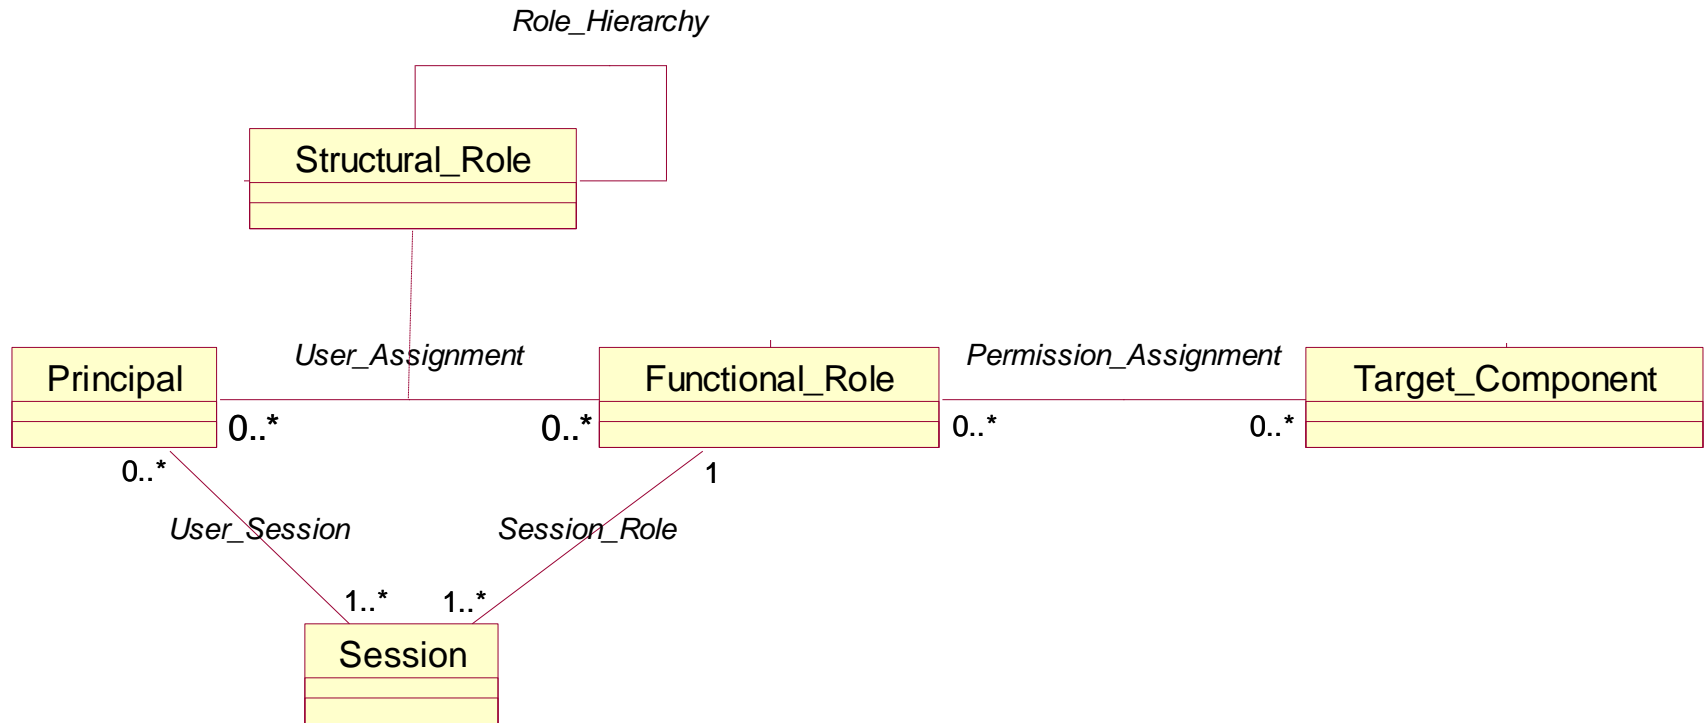 Role_Hierarchy
Structural_Role
User_Assignment
Permission_Assignment
Principal
Functional_Role
Target_Component
0..*
0..*
0..*
0..*
0..*
1
User_Session
Session_Role
1..*
1..*
Session